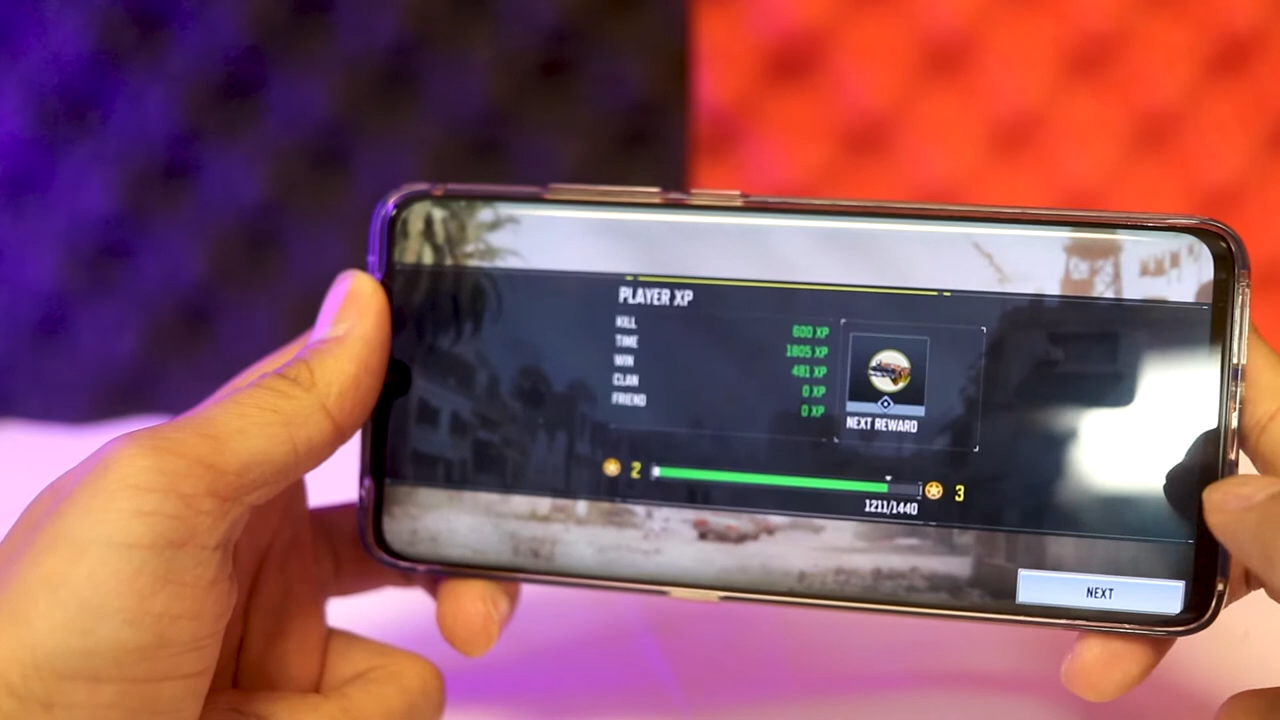 PLAYER XP
KILL 600 XP
TIME 1805 XP
WIN 481 XP
CLAN 0 XP
FRIEND 0 XP
NEXT REWARD
2 3
1211/1440
NEXT